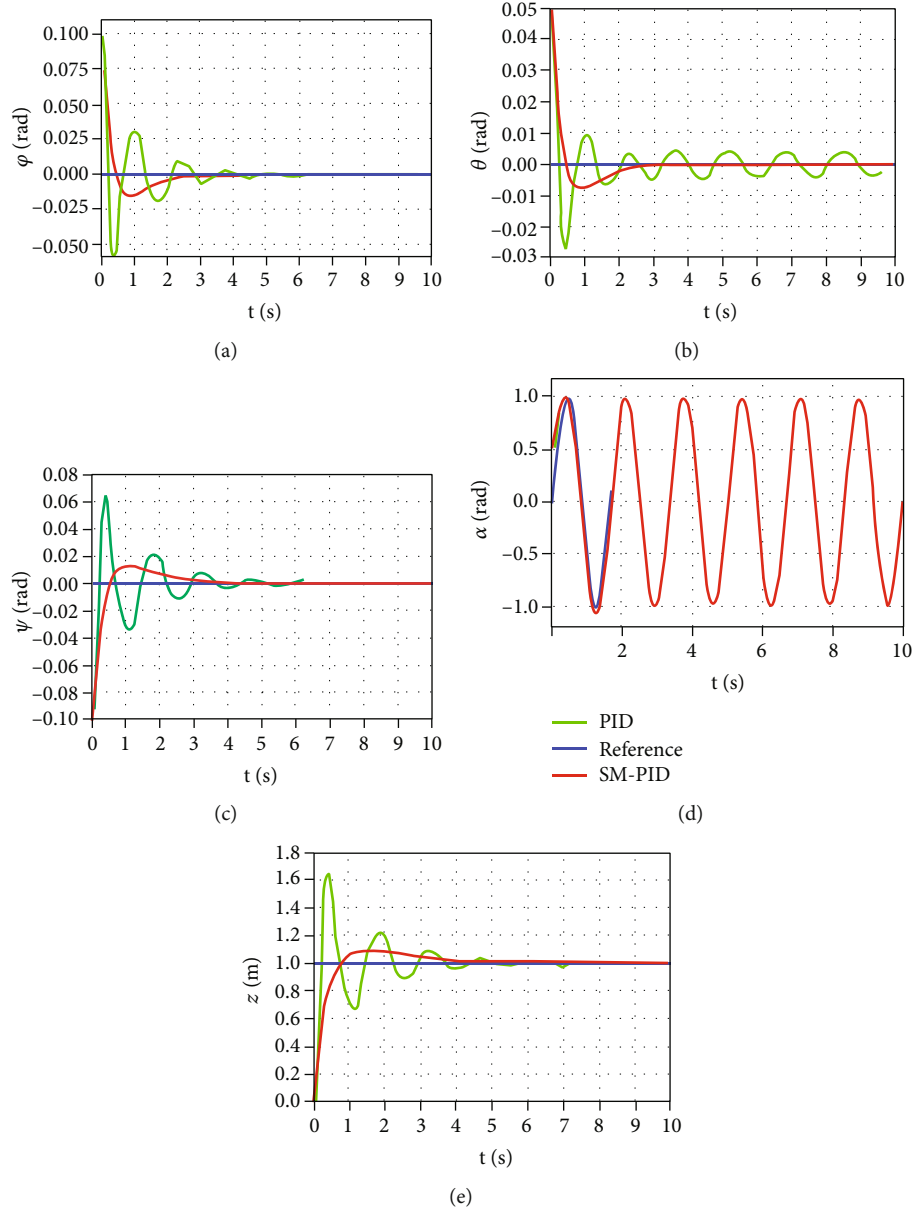 0.100
0.075
0.050
0.025
0.000
−0.025
−0.050
φ (rad)
0 1 2 3 4 5 6 7 8 9 10
t (s)
(a)
0.05
0.04
0.03
0.02
0.01
0.00
−0.01
−0.02
−0.03
θ (rad)
0 1 2 3 4 5 6 7 8 9 10
t (s)
(b)
0.08
0.06
0.04
0.02
0.00
−0.02
−0.04
−0.06
−0.08
−0.10
ψ (rad)
0 1 2 3 4 5 6 7 8 9 10
t (s)
(c)
1.0
0.5
0.0
−0.5
−1.0
α (rad)
2 4 6 8 10
t (s)
PID
Reference
SM-PID
(d)
1.8
1.6
1.4
1.2
1.0
0.8
0.6
0.4
0.2
0.0
z (m)
0 1 2 3 4 5 6 7 8 9 10
t (s)
(e)